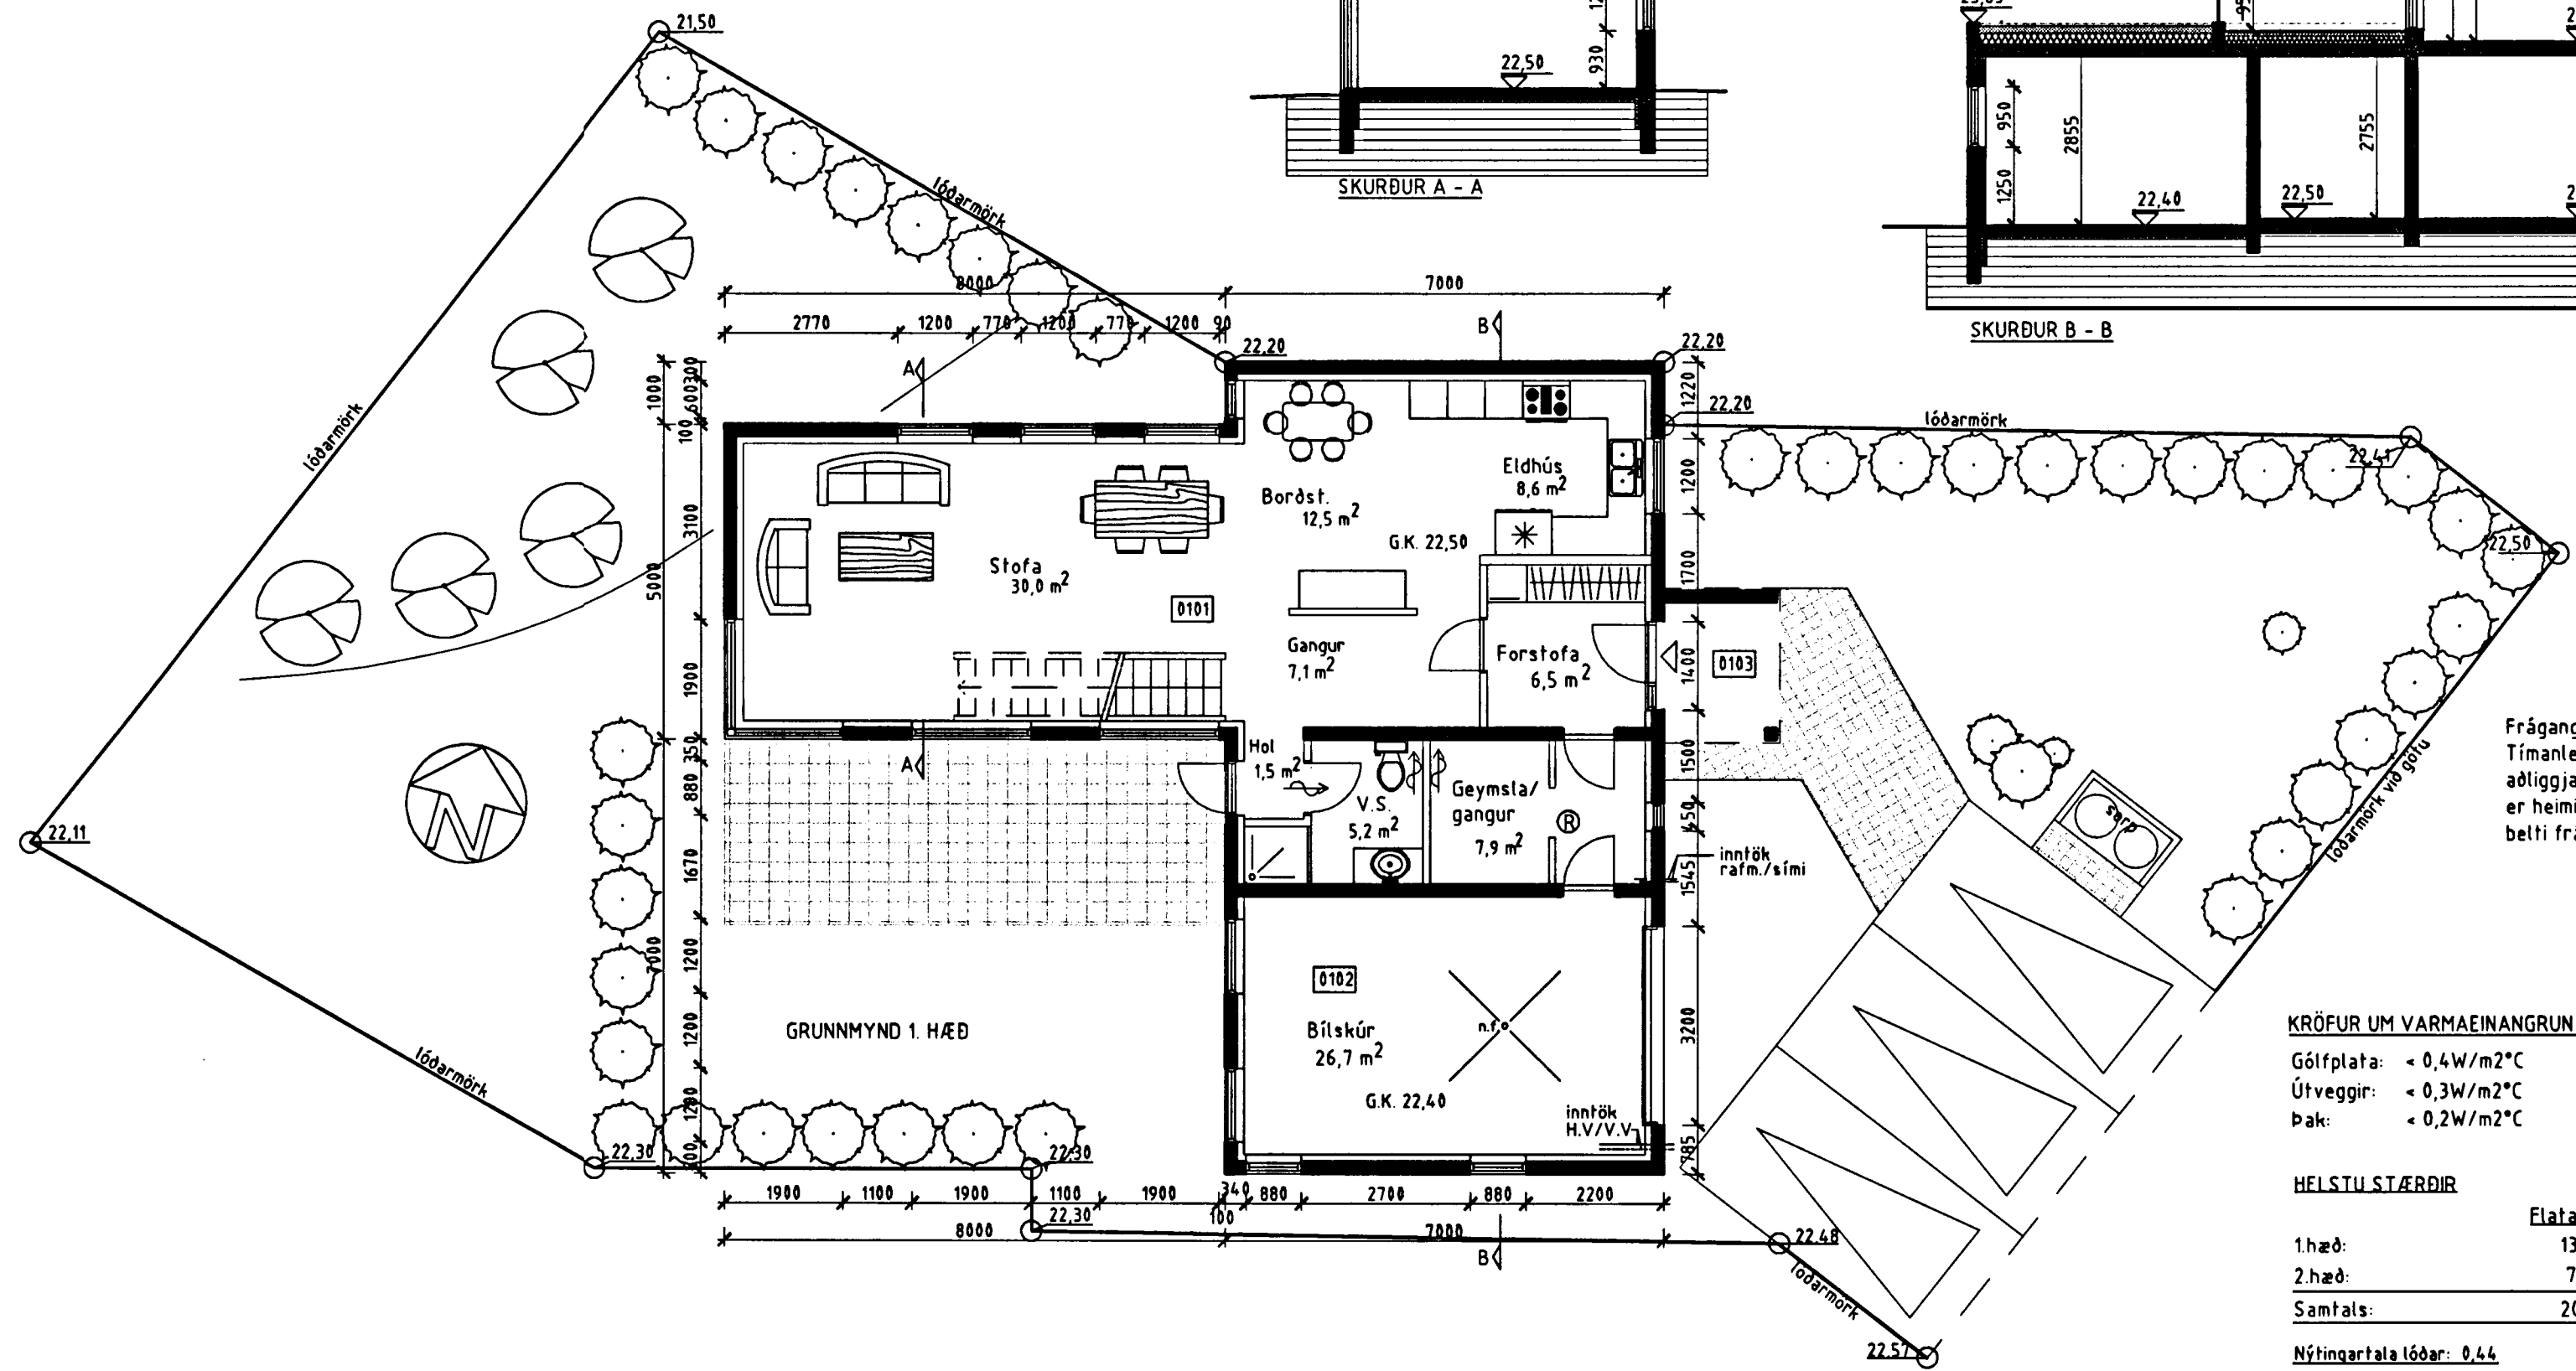 21,50
22,50
930
SKURÐUR A - A
950
1250
2855
2755
22,40
22,50
SKURÐUR B - B
lóðarmörk
lóðarmörk
8000
7000
2770
1200
770
1200
770
1200
90
B
22,20
22,20
A
1000
300
600
100
1220
22,20
lóðarmörk
22,41
Eldhús
8,6 m²
Borðst.
12,5 m²
1200
G.K. 22,50
3100
22,50
Stofa
30,0 m²
1700
5000
0101
Gangur
7,1 m²
Forstofa
6,5 m²
1400
0103
1900
Hol
1,5 m²
A
350
1500
880
V.S.
5,2 m²
Geymsla/
gangur
7,9 m²
R
450
sorp
lóðarmörk við götu
22,11
N
1670
inntök
rafm./sími
1545
Frágang
Tímanle
aðliggja
er heimi
belti frá
7000
1200
0102
Bílskúr
26,7 m²
n.f.
G.K. 22,40
3200
GRUNNMYND 1. HÆÐ
1200
lóðarmörk
1200
300
inntök
H.V/V.V
785
22,30
22,30
1900
1100
1900
1100
1900
340
880
2700
880
2200
22,30
100
8000
7000
B
22,48
lóðarmörk
22,57
KRÖFUR UM VARMAEINANGRUN
Gólfplata: < 0,4W/m2°C
Útveggir: < 0,3W/m2°C
Þak: < 0,2W/m2°C
HELSTU STÆRÐIR
Flata
1.hæð: 13
2.hæð: 7
Samtals: 20
Nýtingartala lóðar: 0,44